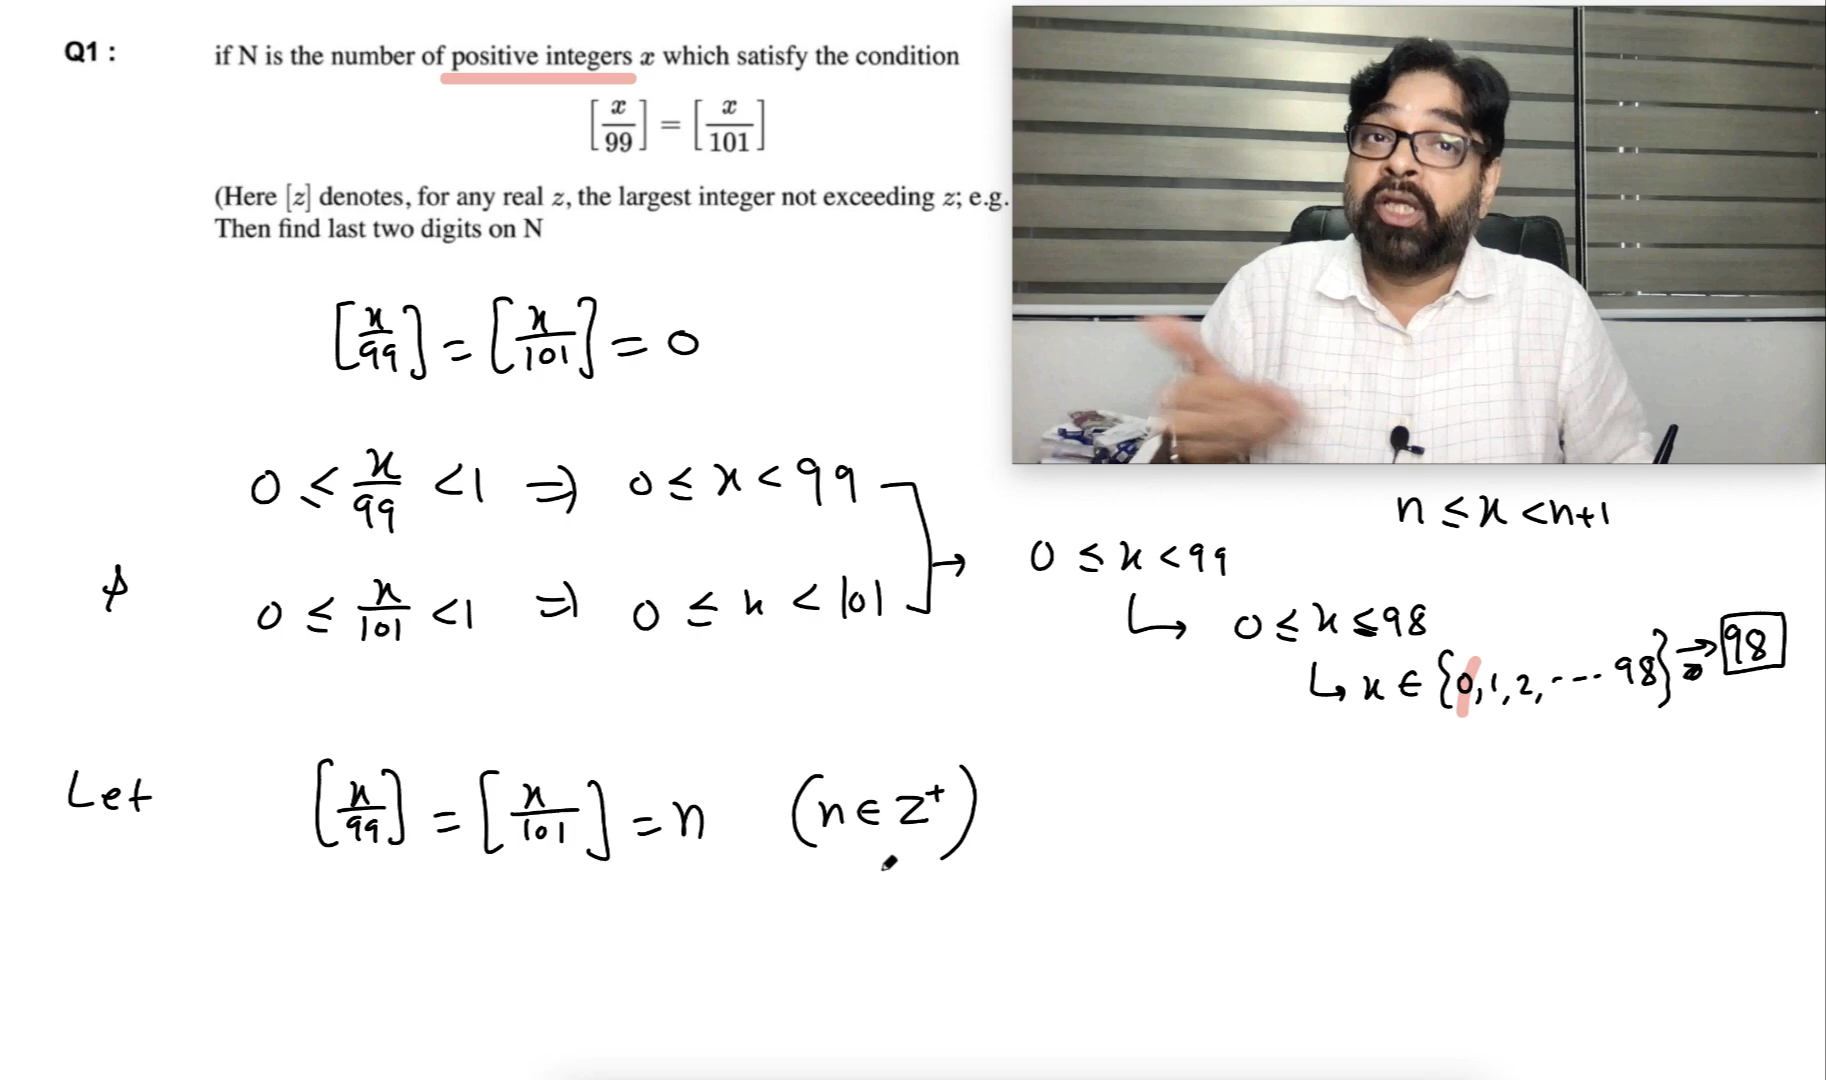 Q1 : if N is the number of positive integers x which satisfy the condition
[x/99] = [x/101]
(Here [z] denotes, for any real z, the largest integer not exceeding z; e.g.
Then find last two digits on N
[x/99] = [x/101] = 0
0 ≤ x/99 < 1 ⇒ 0 ≤ x < 99
0 ≤ x/101 < 1 ⇒ 0 ≤ x < 101
n ≤ x < n+1
→ 0 ≤ x < 99
↳ 0 ≤ x ≤ 98
↳ x ∈ {0, 1, 2, --- 98} → 98
Let [x/99] = [x/101] = n (n ∈ Z⁺)